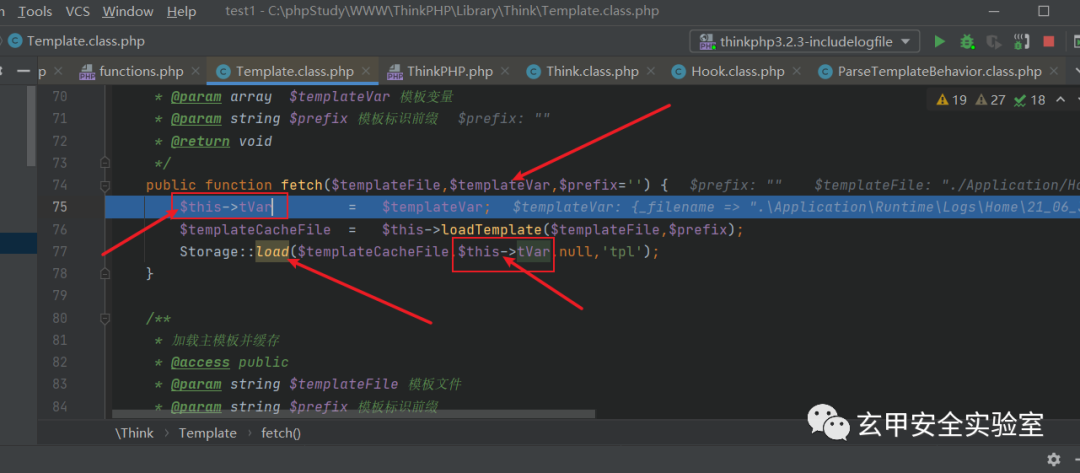 Tools VCS Window Help test1 - C:\phpStudy\WWW\ThinkPHP\Library\Think\Template.class.php
Template.class.php thinkphp3.2.3-includelogfile
p functions.php Template.class.php ThinkPHP.php Think.class.php Hook.class.php ParseTemplateBehavior.class.php
70 * @param array $templateVar 模板变量 19 27 18
71 * @param string $prefix 模板标识前缀 $prefix: ""
72 * @return void
73 */
74 public function fetch($templateFile,$templateVar,$prefix='') { $prefix: "" $templateFile: "./Application/Ho
75 $this->tVar = $templateVar; $templateVar: {_filename => ".\Application\Runtime\Logs\Home\21_06_
76 $templateCacheFile = $this->loadTemplate($templateFile,$prefix);
77 Storage::load($templateCacheFile,$this->tVar,null,'tpl');
78 }
79
80 /**
81 * 加载主模板并缓存
82 * @access public
83 * @param string $templateFile 模板文件
84 * @param string $prefix 模板标识前缀
\Think Template fetch()
玄甲安全实验室